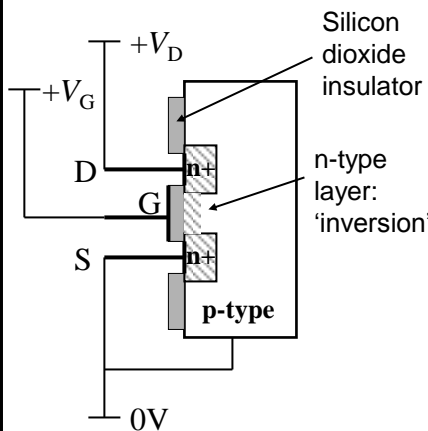 Silicon
dioxide
insulator
+V_D
+V_G
D
n+
n-type
layer:
'inversion'
G
S
n+
p-type
0V